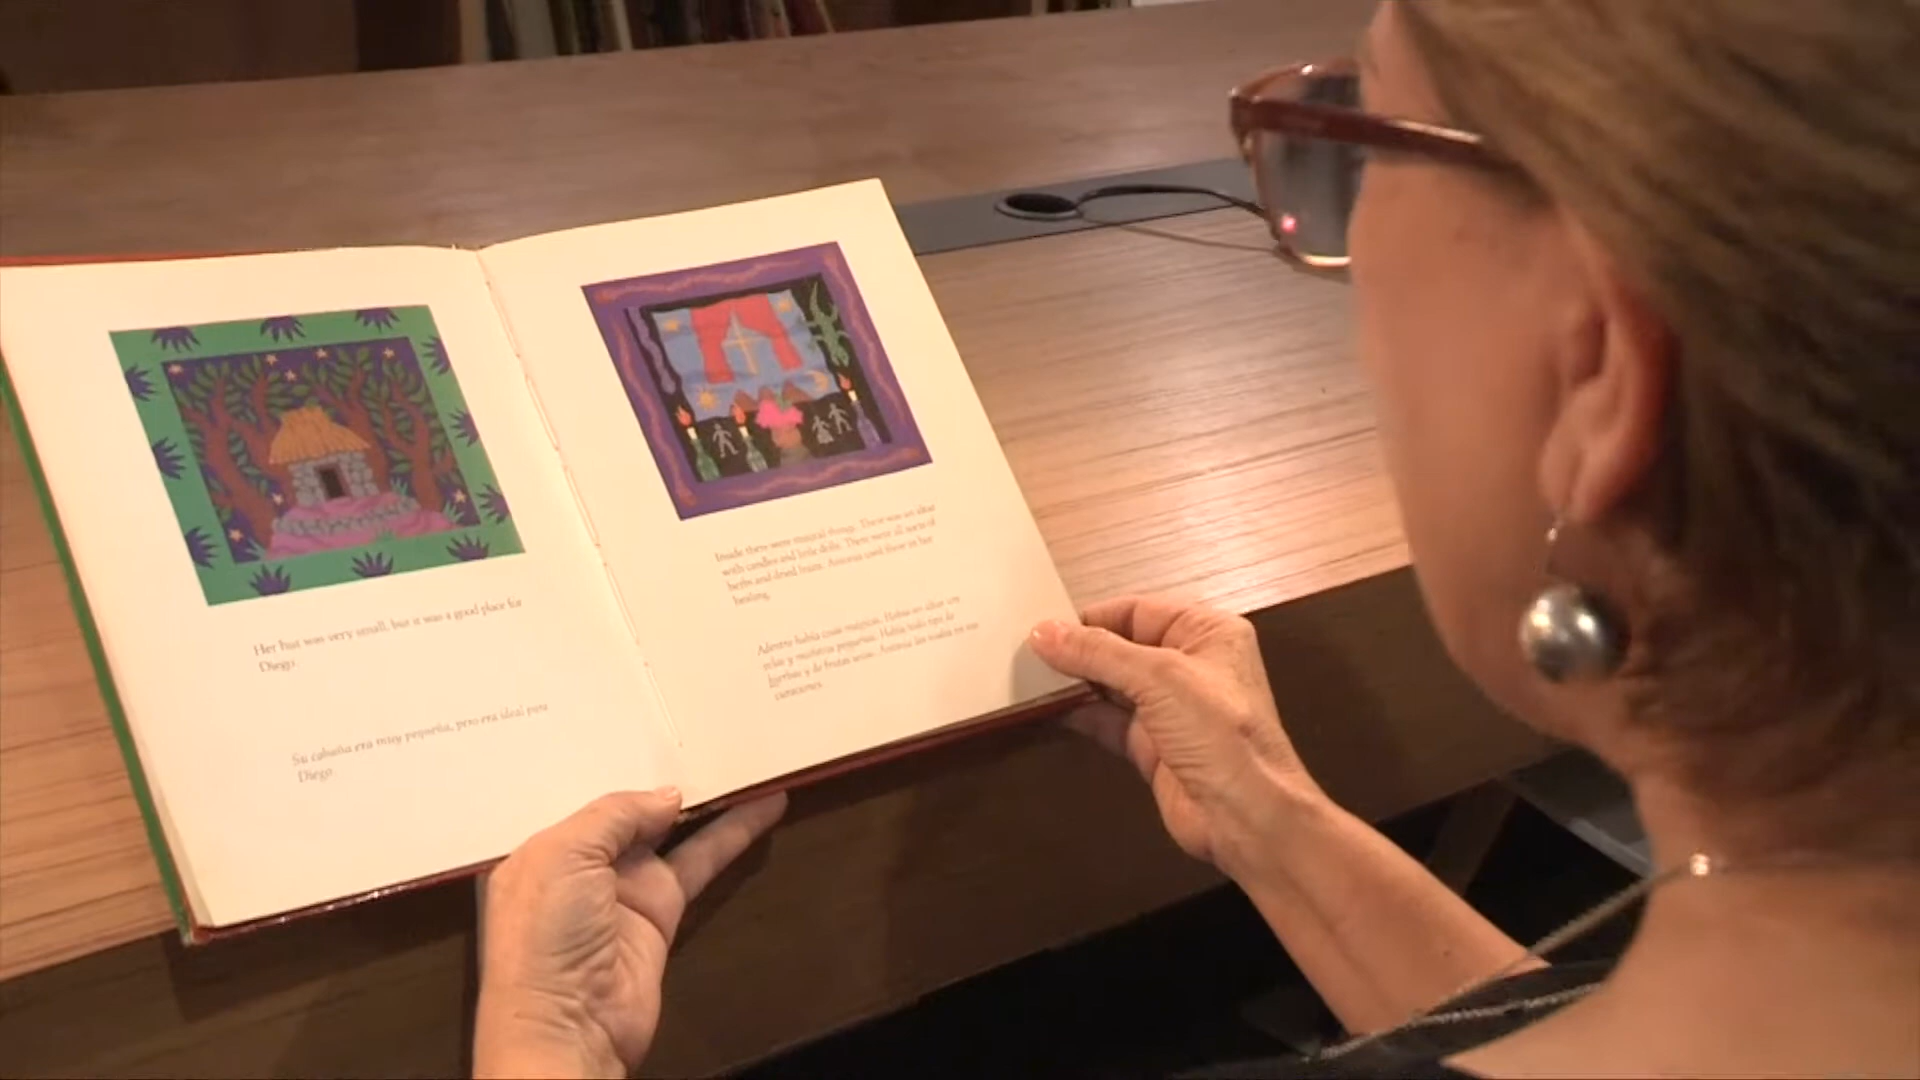 Her hut was very small, but it was a good place for
Diego.
Su cabaña era muy pequeña, pero era ideal para
Diego.
Inside there were magical things. There was an altar
with candles and little dolls. There were all sorts of
herbs and dried fruits. Antonia used these in her
healing.
Adentro había cosas mágicas. Había un altar con
velas y muñecas pequeñas. Había todo tipo de
hierbas y de frutas secas. Antonia las usaba en sus
curaciones.